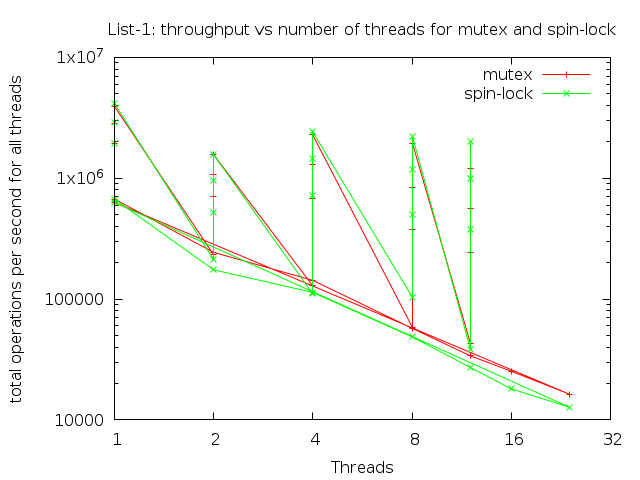 List-1: throughput vs number of threads for mutex and spin-lock
1x10^7
mutex
spin-lock
1x10^6
100000
10000
total operations per second for all threads
1 2 4 8 16 32
Threads